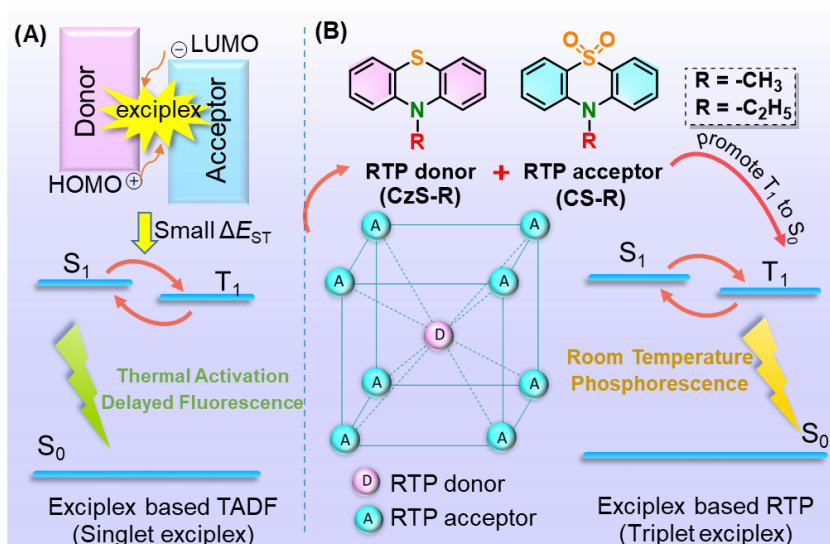 (A)
⊖ LUMO
Donor
exciplex
Acceptor
HOMO ⊕
Small ΔE_ST
S₁
T₁
Thermal Activation
Delayed Fluorescence
S₀
Exciplex based TADF
(Singlet exciplex)
(B)
S
N
R
O O
S
N
R
R = -CH₃
R = -C₂H₅
RTP donor + RTP acceptor
(CzS-R) (CS-R)
promote T₁ to S₀
A
A
A
A
D
A
A
A
A
D RTP donor
A RTP acceptor
S₁
T₁
Room Temperature
Phosphorescence
S₀
Exciplex based RTP
(Triplet exciplex)